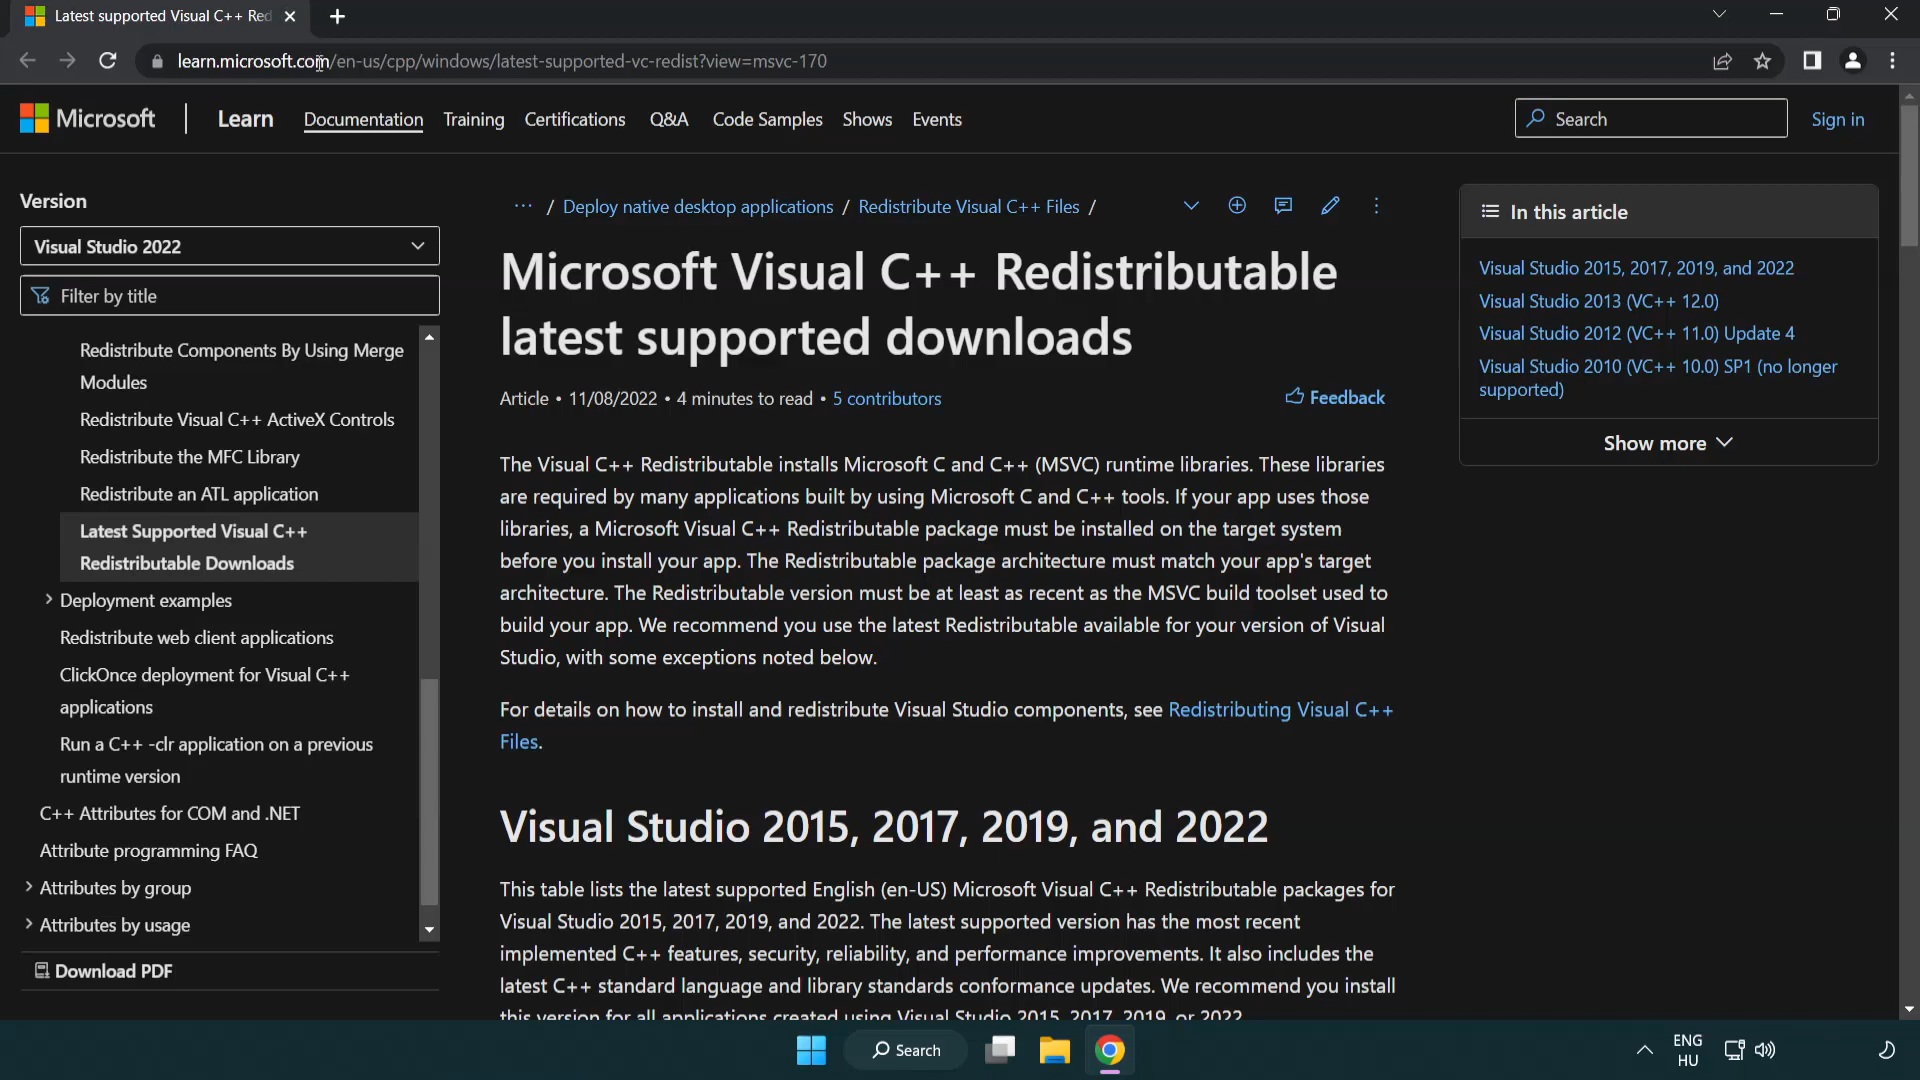 Latest supported Visual C++ Red
learn.microsoft.com/en-us/cpp/windows/latest-supported-vc-redist?view=msvc-170
Microsoft
Learn
Documentation
Training
Certifications
Q&A
Code Samples
Shows
Events
Search
Sign in
Version
Visual Studio 2022
Filter by title
Redistribute Components By Using Merge
Modules
Redistribute Visual C++ ActiveX Controls
Redistribute the MFC Library
Redistribute an ATL application
Latest Supported Visual C++
Redistributable Downloads
Deployment examples
Redistribute web client applications
ClickOnce deployment for Visual C++
applications
Run a C++ -clr application on a previous
runtime version
C++ Attributes for COM and .NET
Attribute programming FAQ
Attributes by group
Attributes by usage
Download PDF
... / Deploy native desktop applications / Redistribute Visual C++ Files /
Microsoft Visual C++ Redistributable
latest supported downloads
Article • 11/08/2022 • 4 minutes to read • 5 contributors
Feedback
The Visual C++ Redistributable installs Microsoft C and C++ (MSVC) runtime libraries. These libraries
are required by many applications built by using Microsoft C and C++ tools. If your app uses those
libraries, a Microsoft Visual C++ Redistributable package must be installed on the target system
before you install your app. The Redistributable package architecture must match your app's target
architecture. The Redistributable version must be at least as recent as the MSVC build toolset used to
build your app. We recommend you use the latest Redistributable available for your version of Visual
Studio, with some exceptions noted below.
For details on how to install and redistribute Visual Studio components, see Redistributing Visual C++
Files.
Visual Studio 2015, 2017, 2019, and 2022
This table lists the latest supported English (en-US) Microsoft Visual C++ Redistributable packages for
Visual Studio 2015, 2017, 2019, and 2022. The latest supported version has the most recent
implemented C++ features, security, reliability, and performance improvements. It also includes the
latest C++ standard language and library standards conformance updates. We recommend you install
this version for all applications created using Visual Studio 2015, 2017, 2019, or 2022.
In this article
Visual Studio 2015, 2017, 2019, and 2022
Visual Studio 2013 (VC++ 12.0)
Visual Studio 2012 (VC++ 11.0) Update 4
Visual Studio 2010 (VC++ 10.0) SP1 (no longer
supported)
Show more
Search
ENG
HU